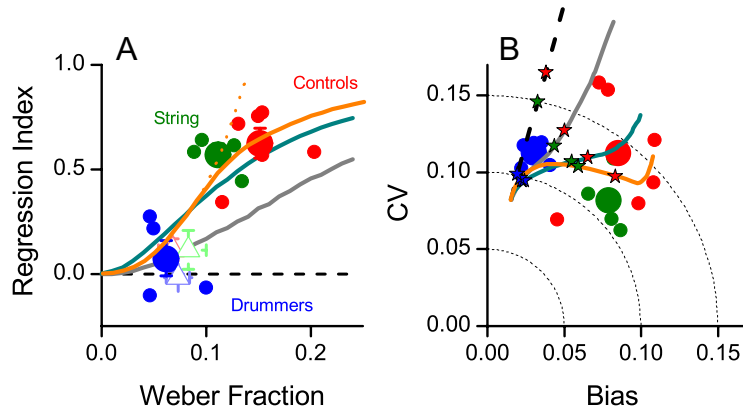 A
B
1.0
0.5
0.0
Regression Index
0.0
0.1
0.2
Weber Fraction
Controls
String
Drummers
0.15
0.10
0.05
0.00
CV
0.00
0.05
0.10
0.15
Bias